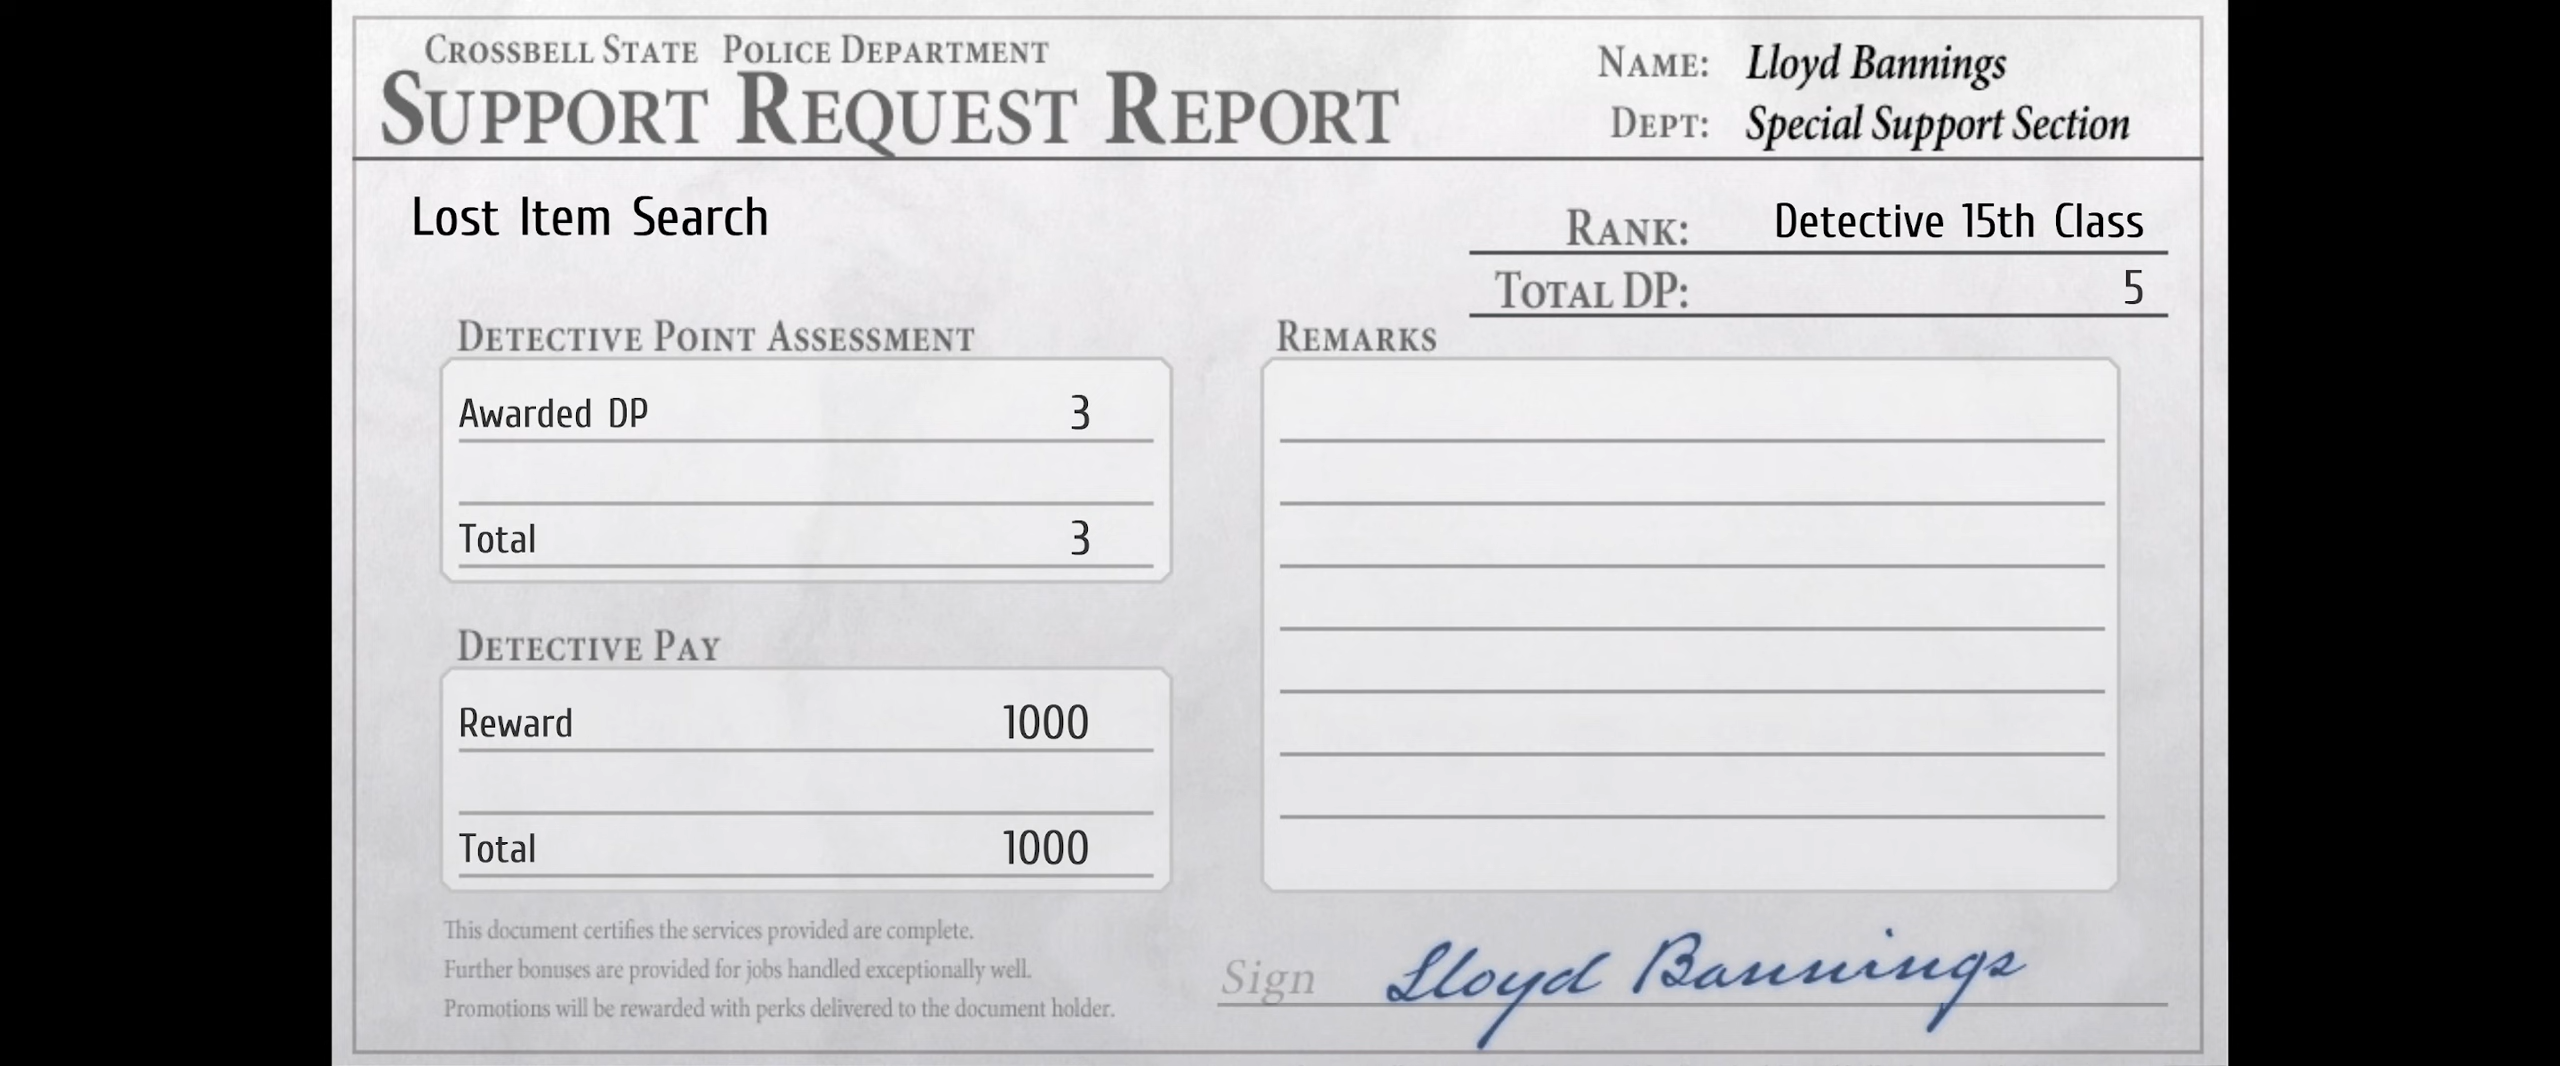 CROSSBELL STATE POLICE DEPARTMENT
SUPPORT REQUEST REPORT
NAME: Lloyd Bannings
DEPT: Special Support Section
Lost Item Search
RANK: Detective 15th Class
TOTAL DP: 5
DETECTIVE POINT ASSESSMENT
Awarded DP 3
Total 3
DETECTIVE PAY
Reward 1000
Total 1000
REMARKS
This document certifies the services provided are complete.
Further bonuses are provided for jobs handled exceptionally well.
Promotions will be rewarded with perks delivered to the document holder.
Sign Lloyd Bannings